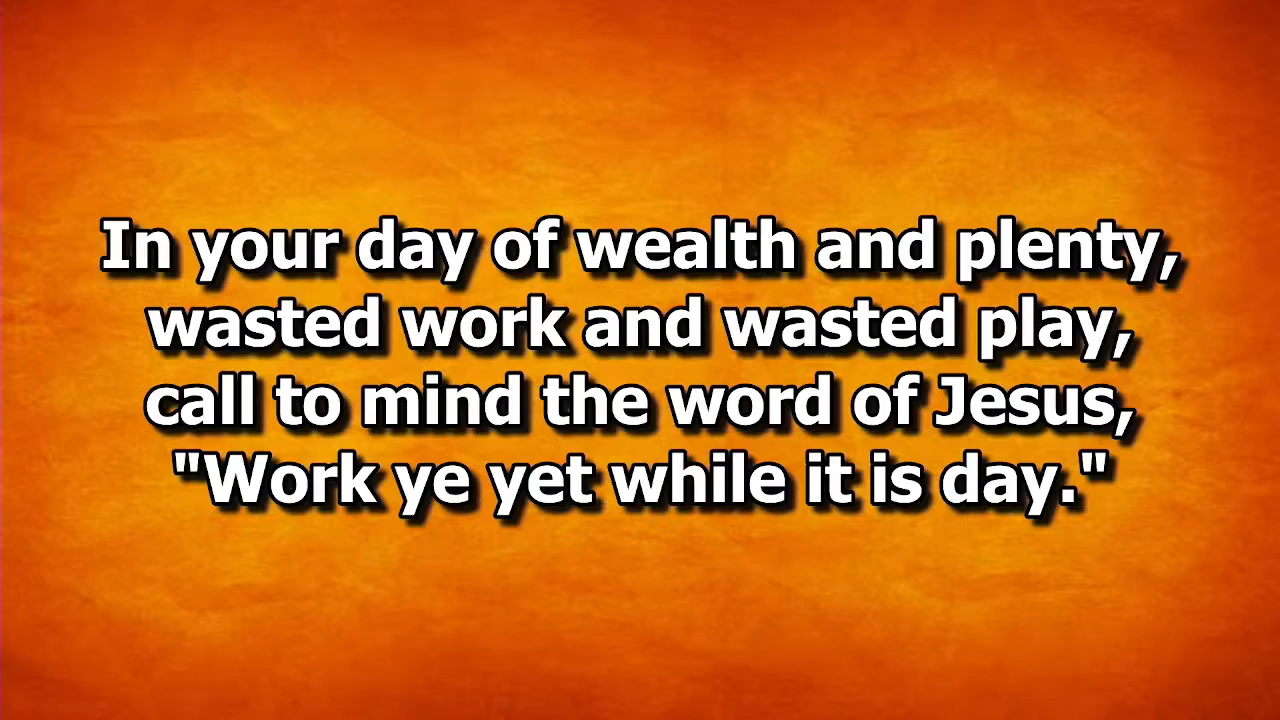 In your day of wealth and plenty,
wasted work and wasted play,
call to mind the word of Jesus,
"Work ye yet while it is day."